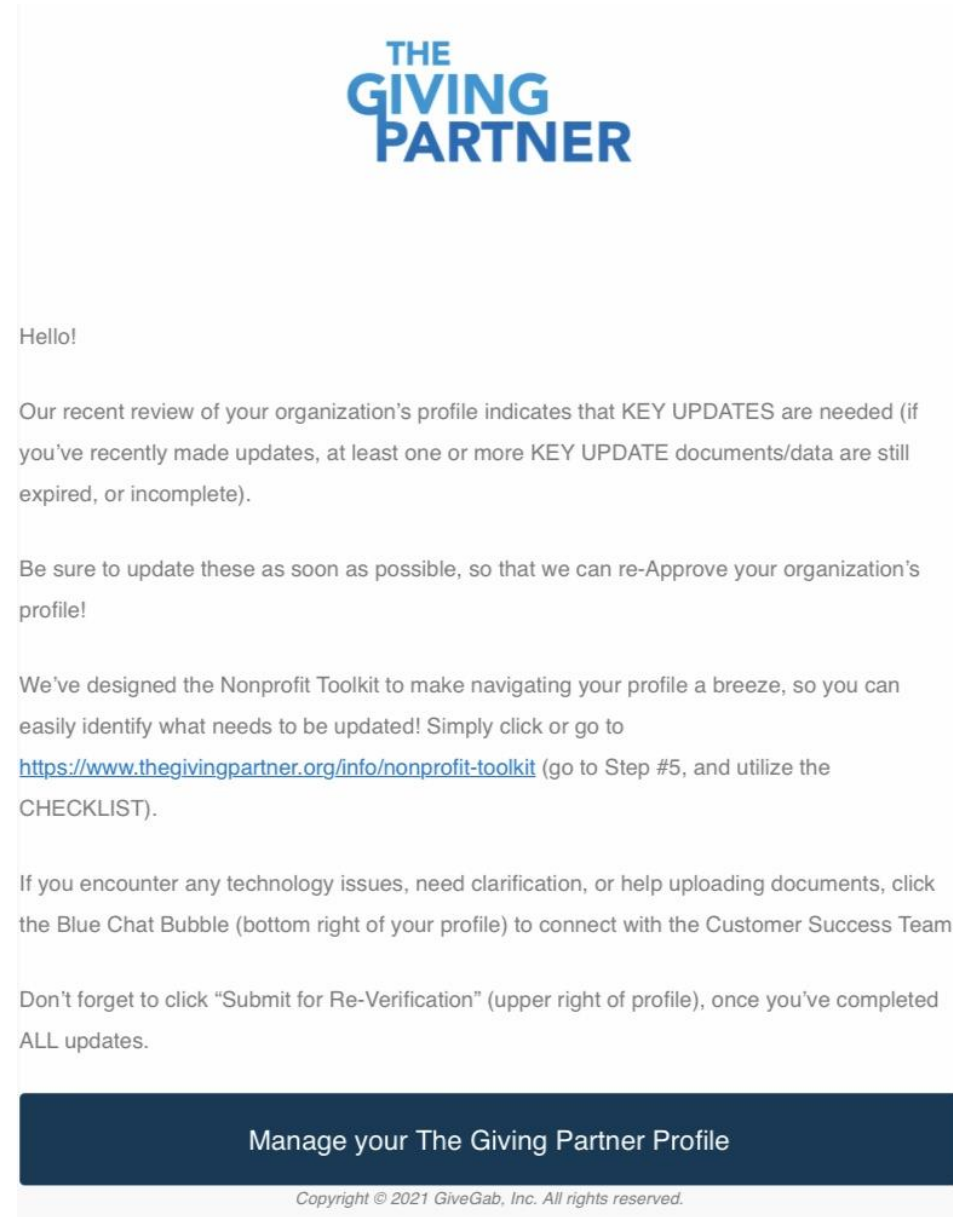 THE
GIVING
PARTNER
Hello!
Our recent review of your organization's profile indicates that KEY UPDATES are needed (if
you've recently made updates, at least one or more KEY UPDATE documents/data are still
expired, or incomplete).
Be sure to update these as soon as possible, so that we can re-Approve your organization's
profile!
We've designed the Nonprofit Toolkit to make navigating your profile a breeze, so you can
easily identify what needs to be updated! Simply click or go to
https://www.thegivingpartner.org/info/nonprofit-toolkit (go to Step #5, and utilize the
CHECKLIST).
If you encounter any technology issues, need clarification, or help uploading documents, click
the Blue Chat Bubble (bottom right of your profile) to connect with the Customer Success Team
Don't forget to click “Submit for Re-Verification” (upper right of profile), once you've completed
ALL updates.
Manage your The Giving Partner Profile
Copyright © 2021 GiveGab, Inc. All rights reserved.